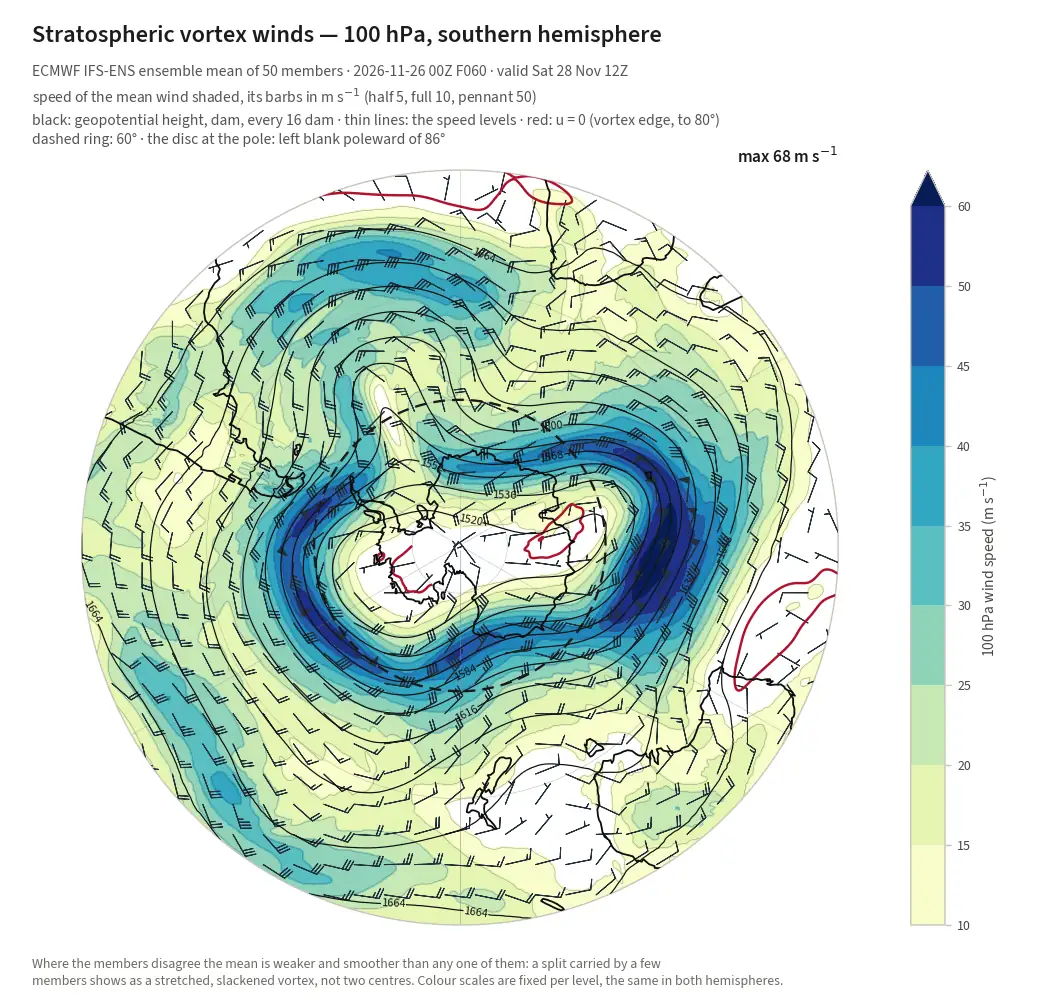 Stratospheric vortex winds — 100 hPa, southern hemisphere
ECMWF IFS-ENS ensemble mean of 50 members · 2026-11-26 00Z F060 · valid Sat 28 Nov 12Z
speed of the mean wind shaded, its barbs in m s⁻¹ (half 5, full 10, pennant 50)
black: geopotential height, dam, every 16 dam · thin lines: the speed levels · red: u = 0 (vortex edge, to 80°)
dashed ring: 60° · the disc at the pole: left blank poleward of 86°
max 68 m s⁻¹
60
50
45
40
35
30
25
20
15
10
100 hPa wind speed (m s⁻¹)
1664
1568
1536
1520
1664
1584
1616
1664
1664
Where the members disagree the mean is weaker and smoother than any one of them: a split carried by a few
members shows as a stretched, slackened vortex, not two centres. Colour scales are fixed per level, the same in both hemispheres.